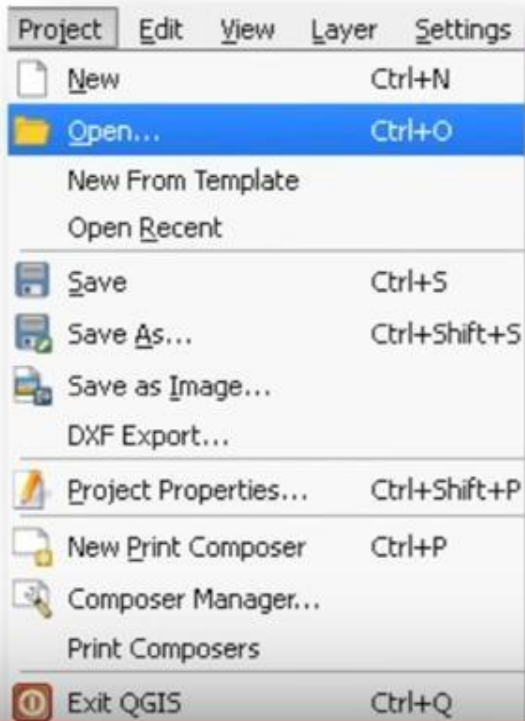 Project Edit View Layer Settings
New Ctrl+N
Open... Ctrl+O
New From Template
Open Recent
Save Ctrl+S
Save As... Ctrl+Shift+S
Save as Image...
DXF Export...
Project Properties... Ctrl+Shift+P
New Print Composer Ctrl+P
Composer Manager...
Print Composers
Exit QGIS Ctrl+Q